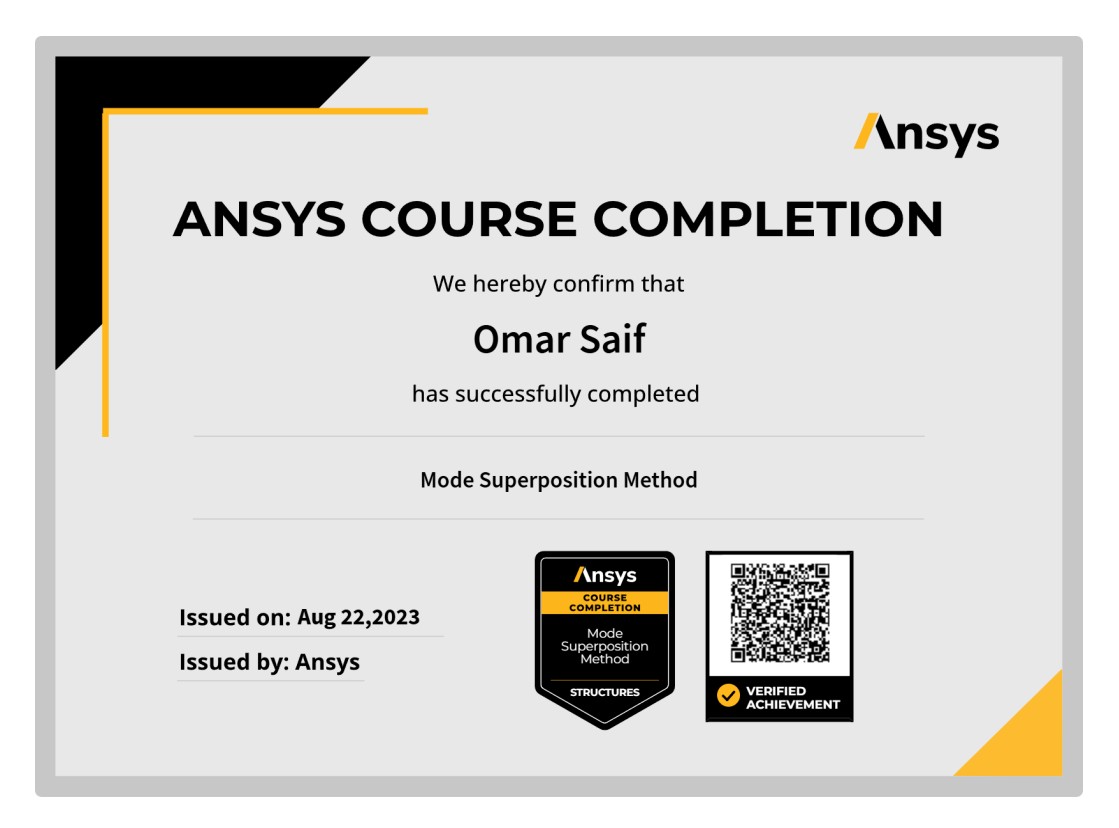 Ansys
ANSYS COURSE COMPLETION
We hereby confirm that
Omar Saif
has successfully completed
Mode Superposition Method
Issued on: Aug 22,2023
Issued by: Ansys
Ansys
COURSE
COMPLETION
Mode
Superposition
Method
STRUCTURES
VERIFIED
ACHIEVEMENT